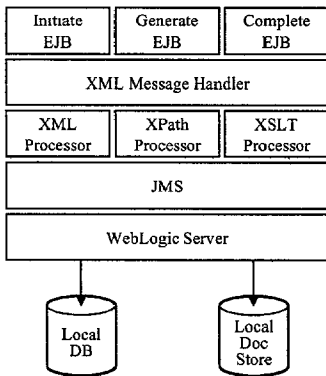 Initiate
EJB
Generate
EJB
Complete
EJB
XML Message Handler
XML
Processor
XPath
Processor
XSLT
Processor
JMS
WebLogic Server
Local
DB
Local
Doc
Store